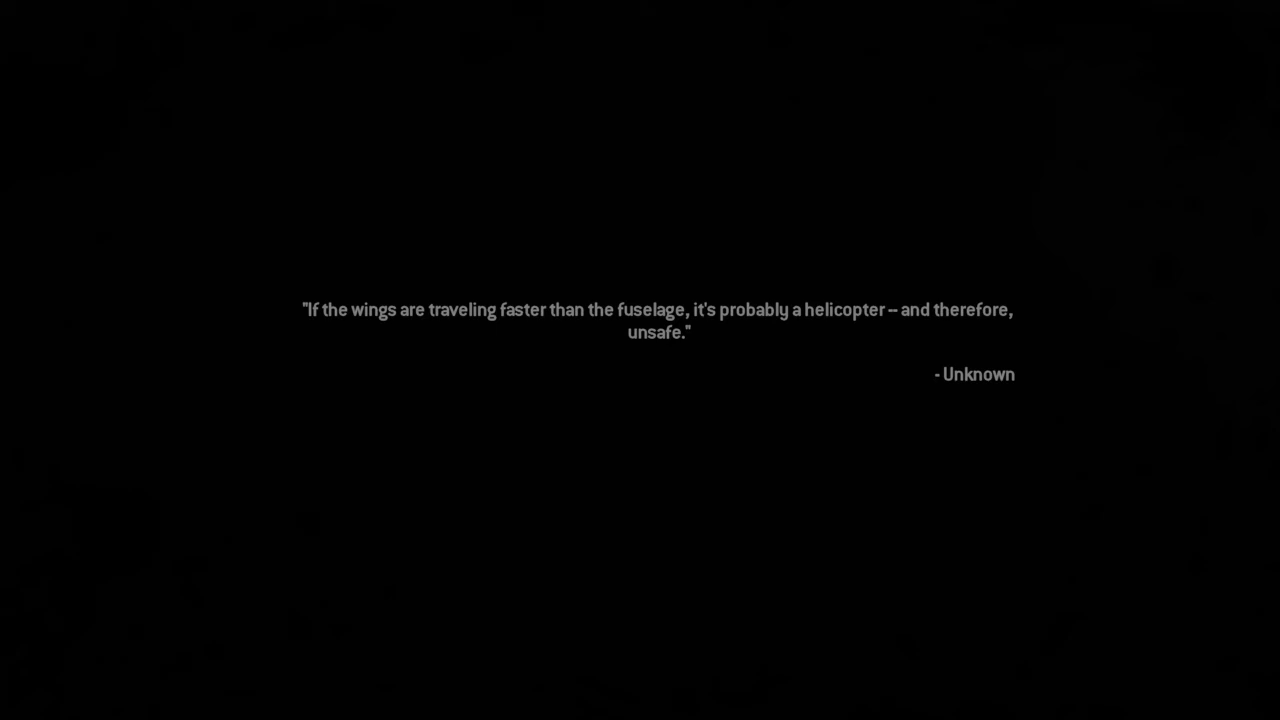 "If the wings are traveling faster than the fuselage, it's probably a helicopter -- and therefore,
unsafe."
- Unknown